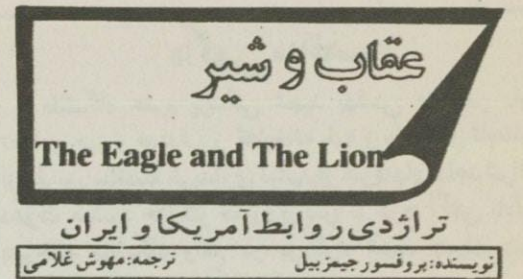 عقاب و شیر
The Eagle and The Lion
تراژدی روابط آمریکا و ایران
نویسنده: پروفسور جیمز بیل ترجمه: مهوش غلامی